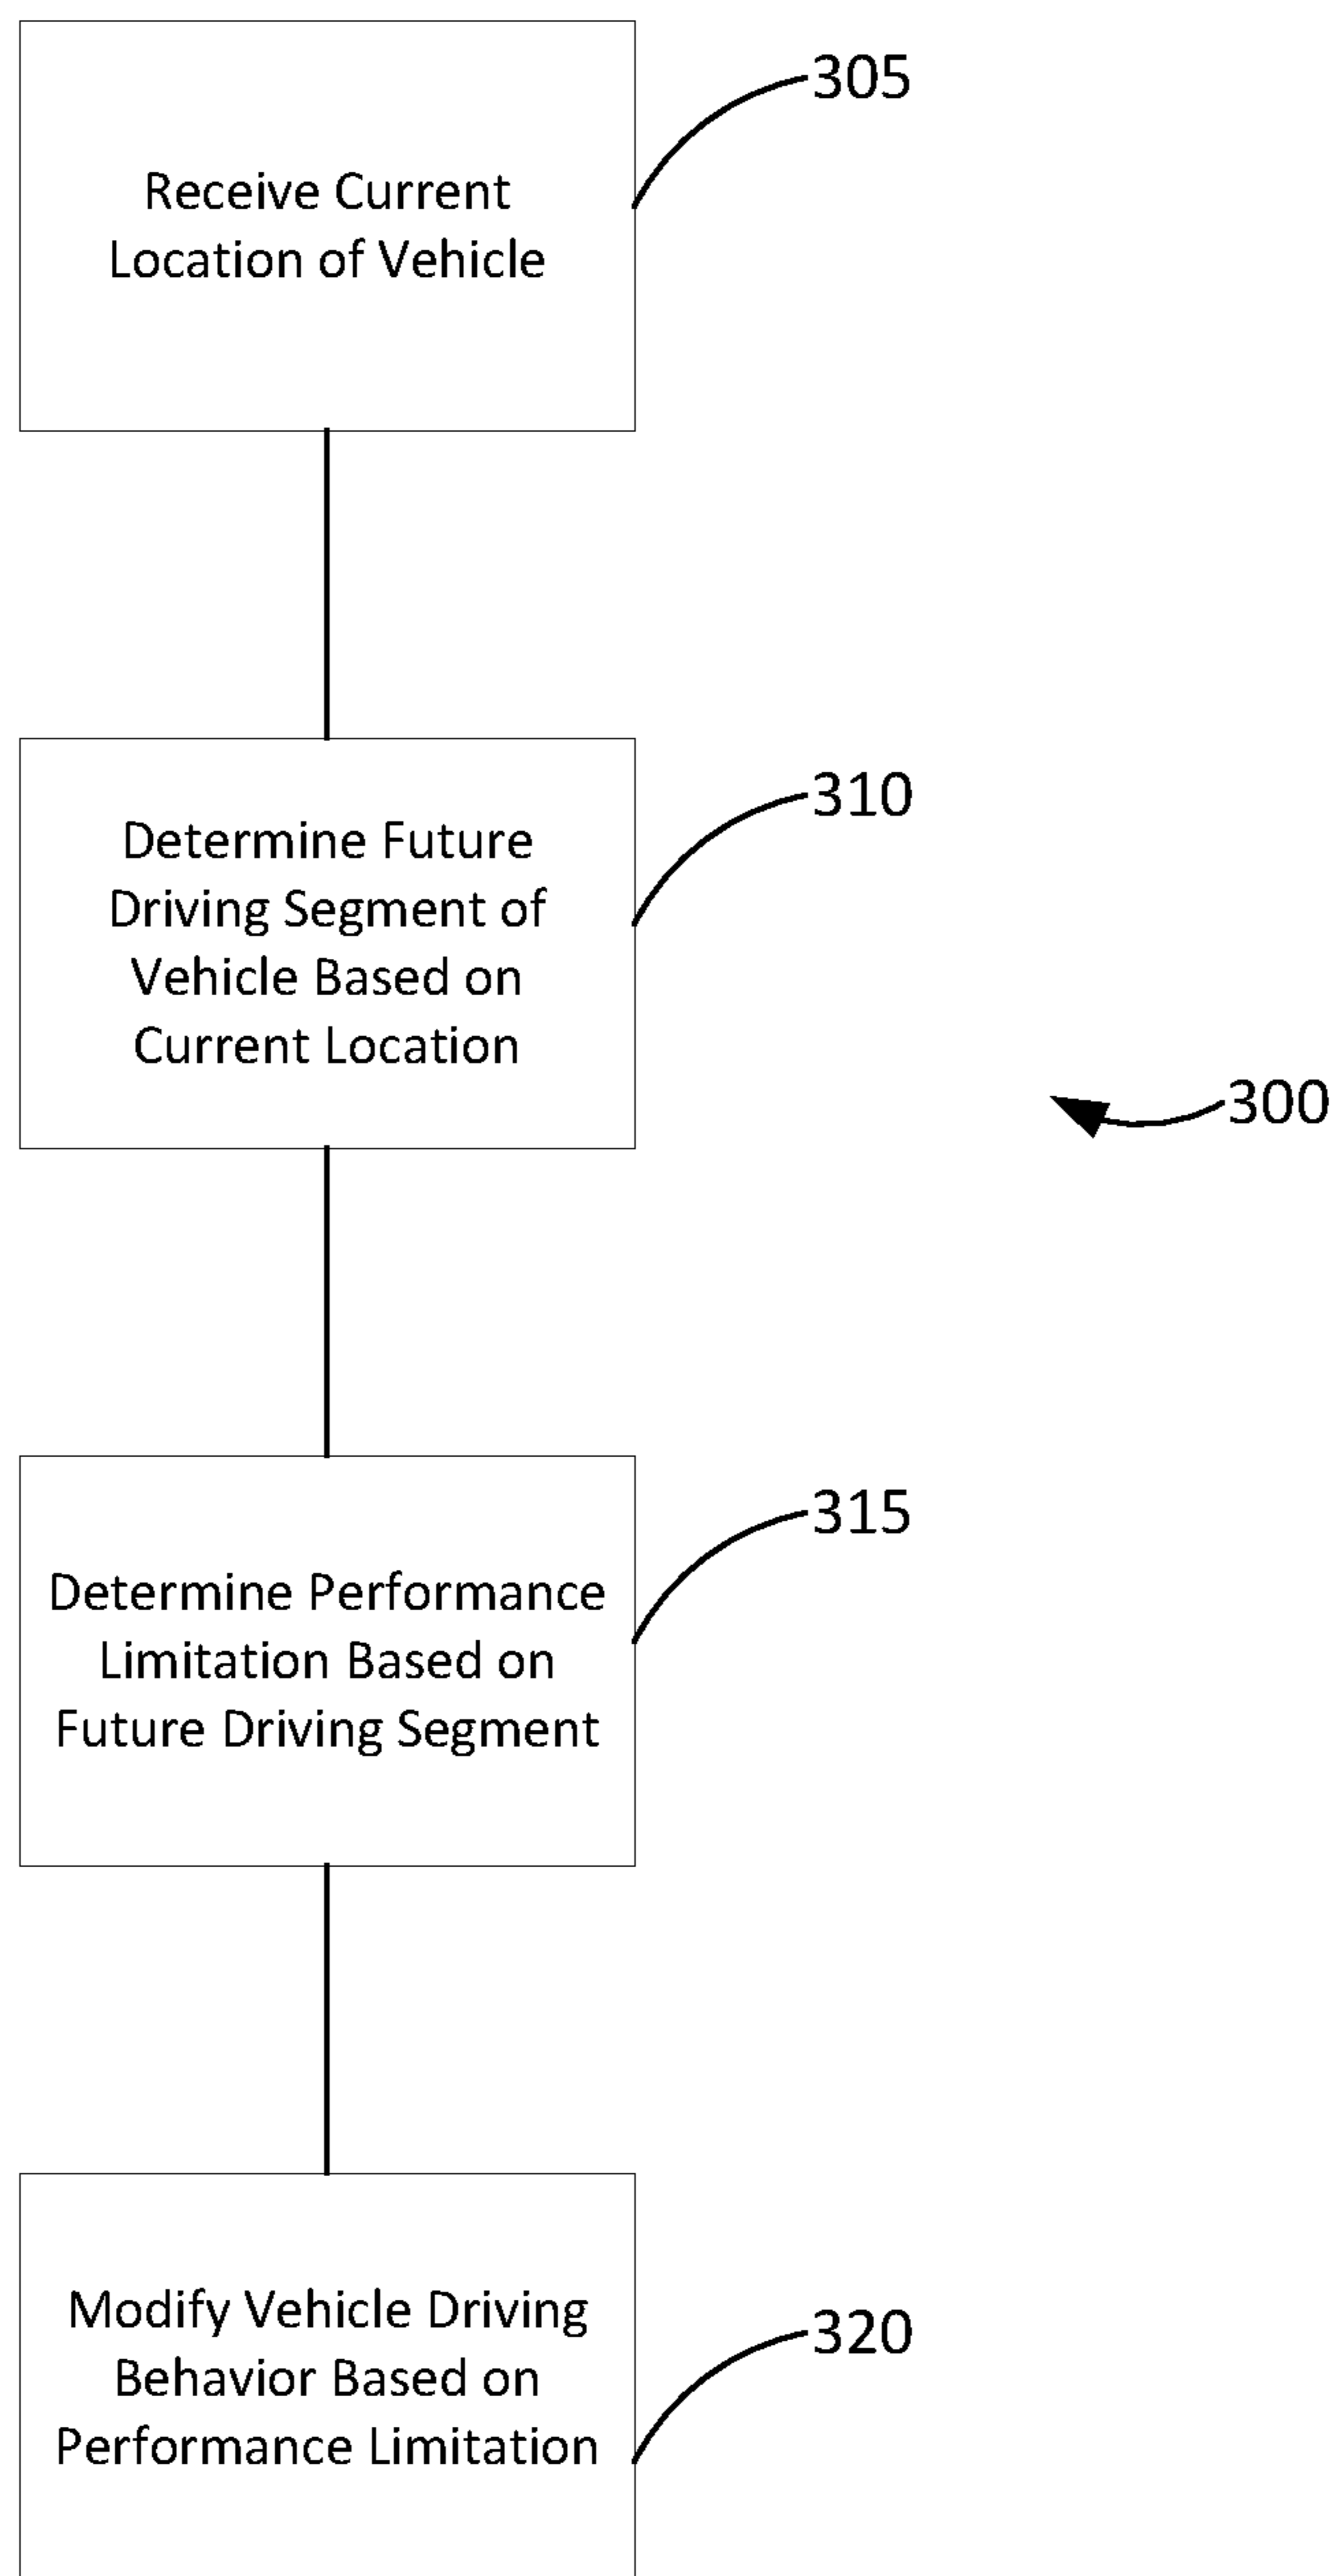 305
Receive Current
Location of Vehicle
310
Determine Future
Driving Segment of
Vehicle Based on
Current Location
300
315
Determine Performance
Limitation Based on
Future Driving Segment
320
Modify Vehicle Driving
Behavior Based on
Performance Limitation